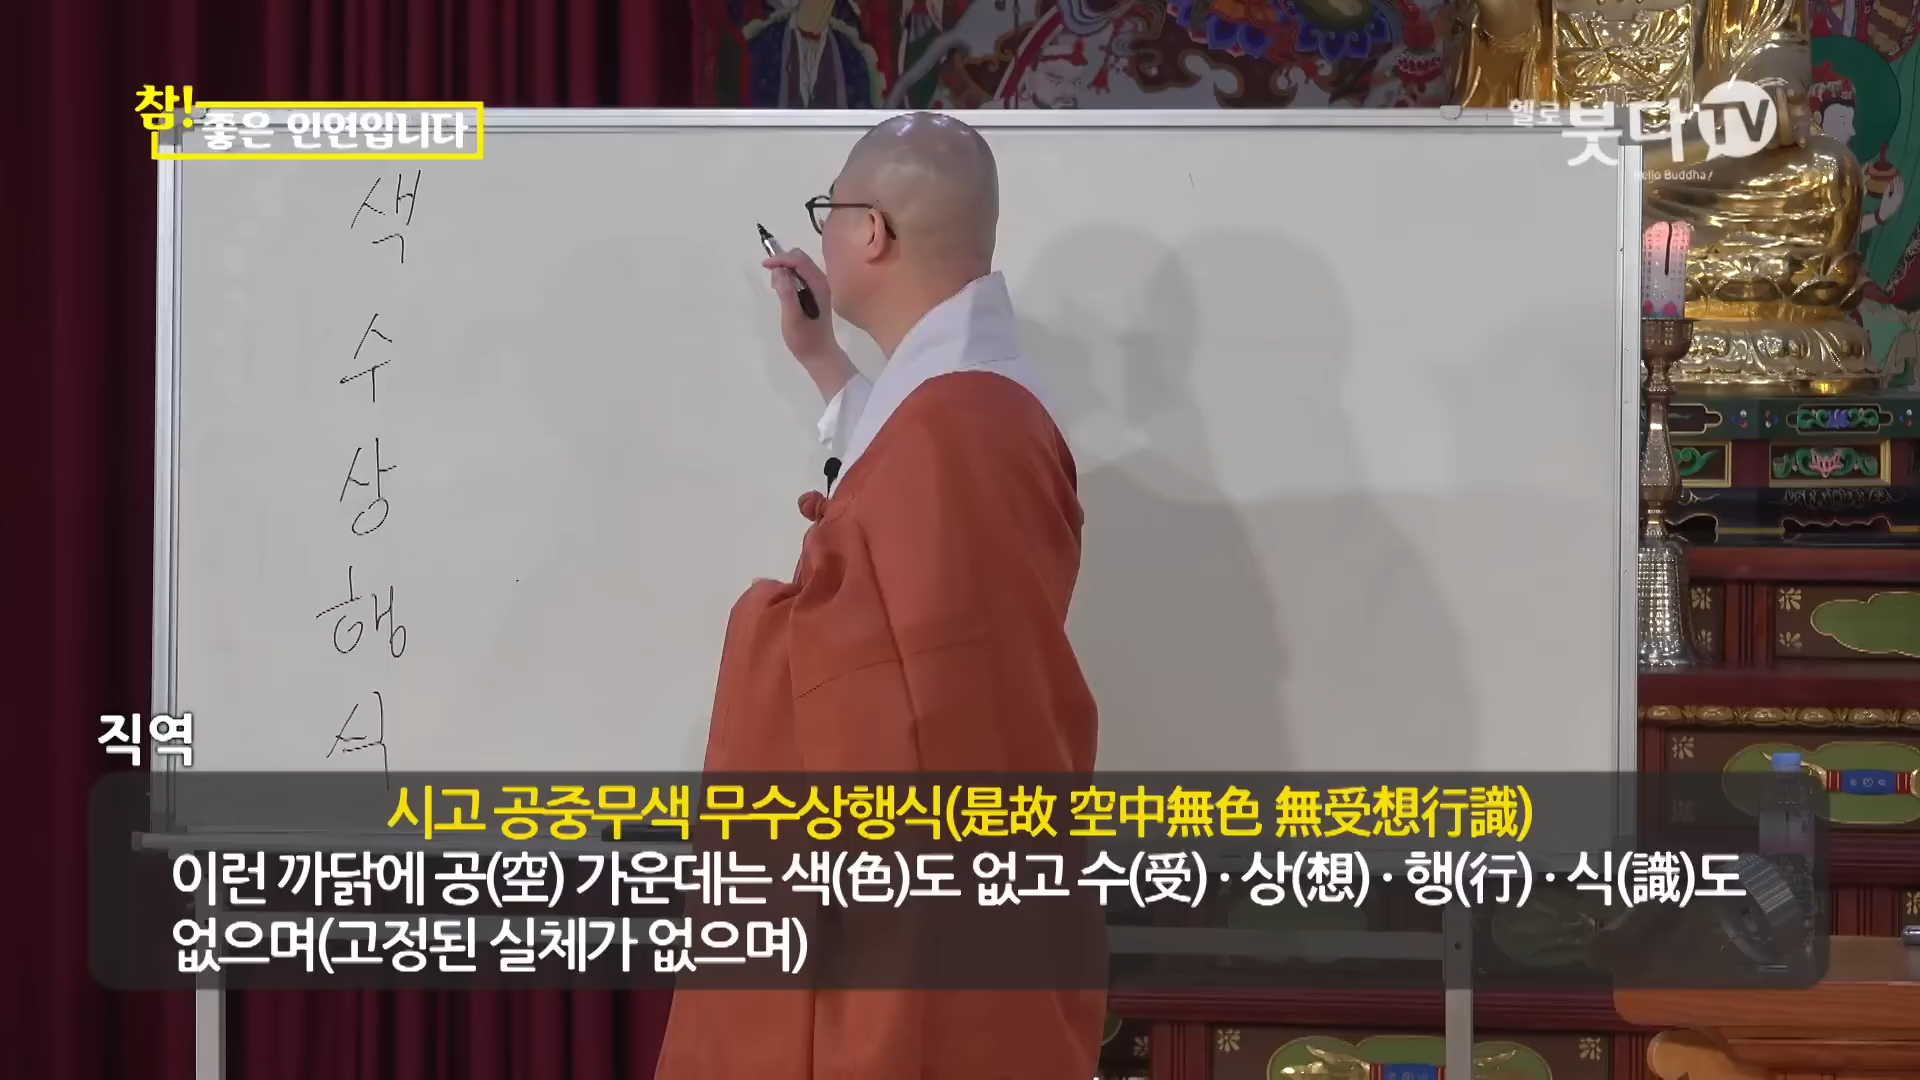 참!
좋은 인연입니다
헬로
붓다TV
Hello Buddha!
색
수
상
행
식
직역
시고 공중무색 무수상행식(是故 空中無色 無受想行識)
이런 까닭에 공(空) 가운데는 색(色)도 없고 수(受)·상(想)·행(行)·식(識)도
없으며(고정된 실체가 없으며)